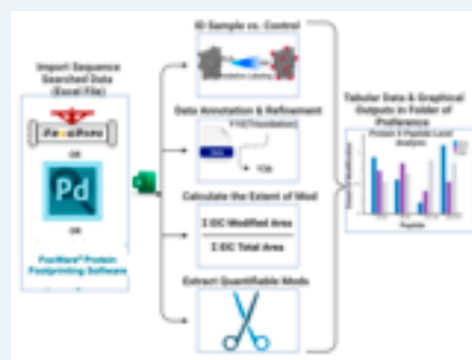 Import Sequence
Searched Data
(Excel File)
OR
Pd
OR
FoxWare® Protein
Footprinting Software
ID Sample vs. Control
Data Annotation & Refinement
Calculate the Extent of Mod
Σ EIC Modified Area
Σ EIC Total Area
Extract Quantifiable Mods
Tabular Data & Graphical
Outputs in Folder of
Preference
Protein & Peptide Level
Analysis
Peptide